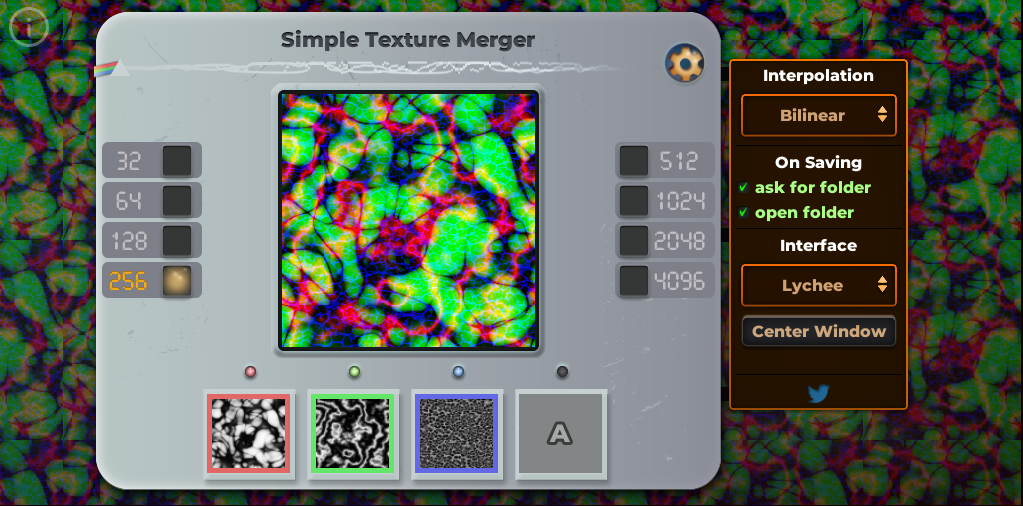 i
Simple Texture Merger
32
64
128
256
512
1024
2048
4096
A
Interpolation
Bilinear
On Saving
ask for folder
open folder
Interface
Lychee
Center Window